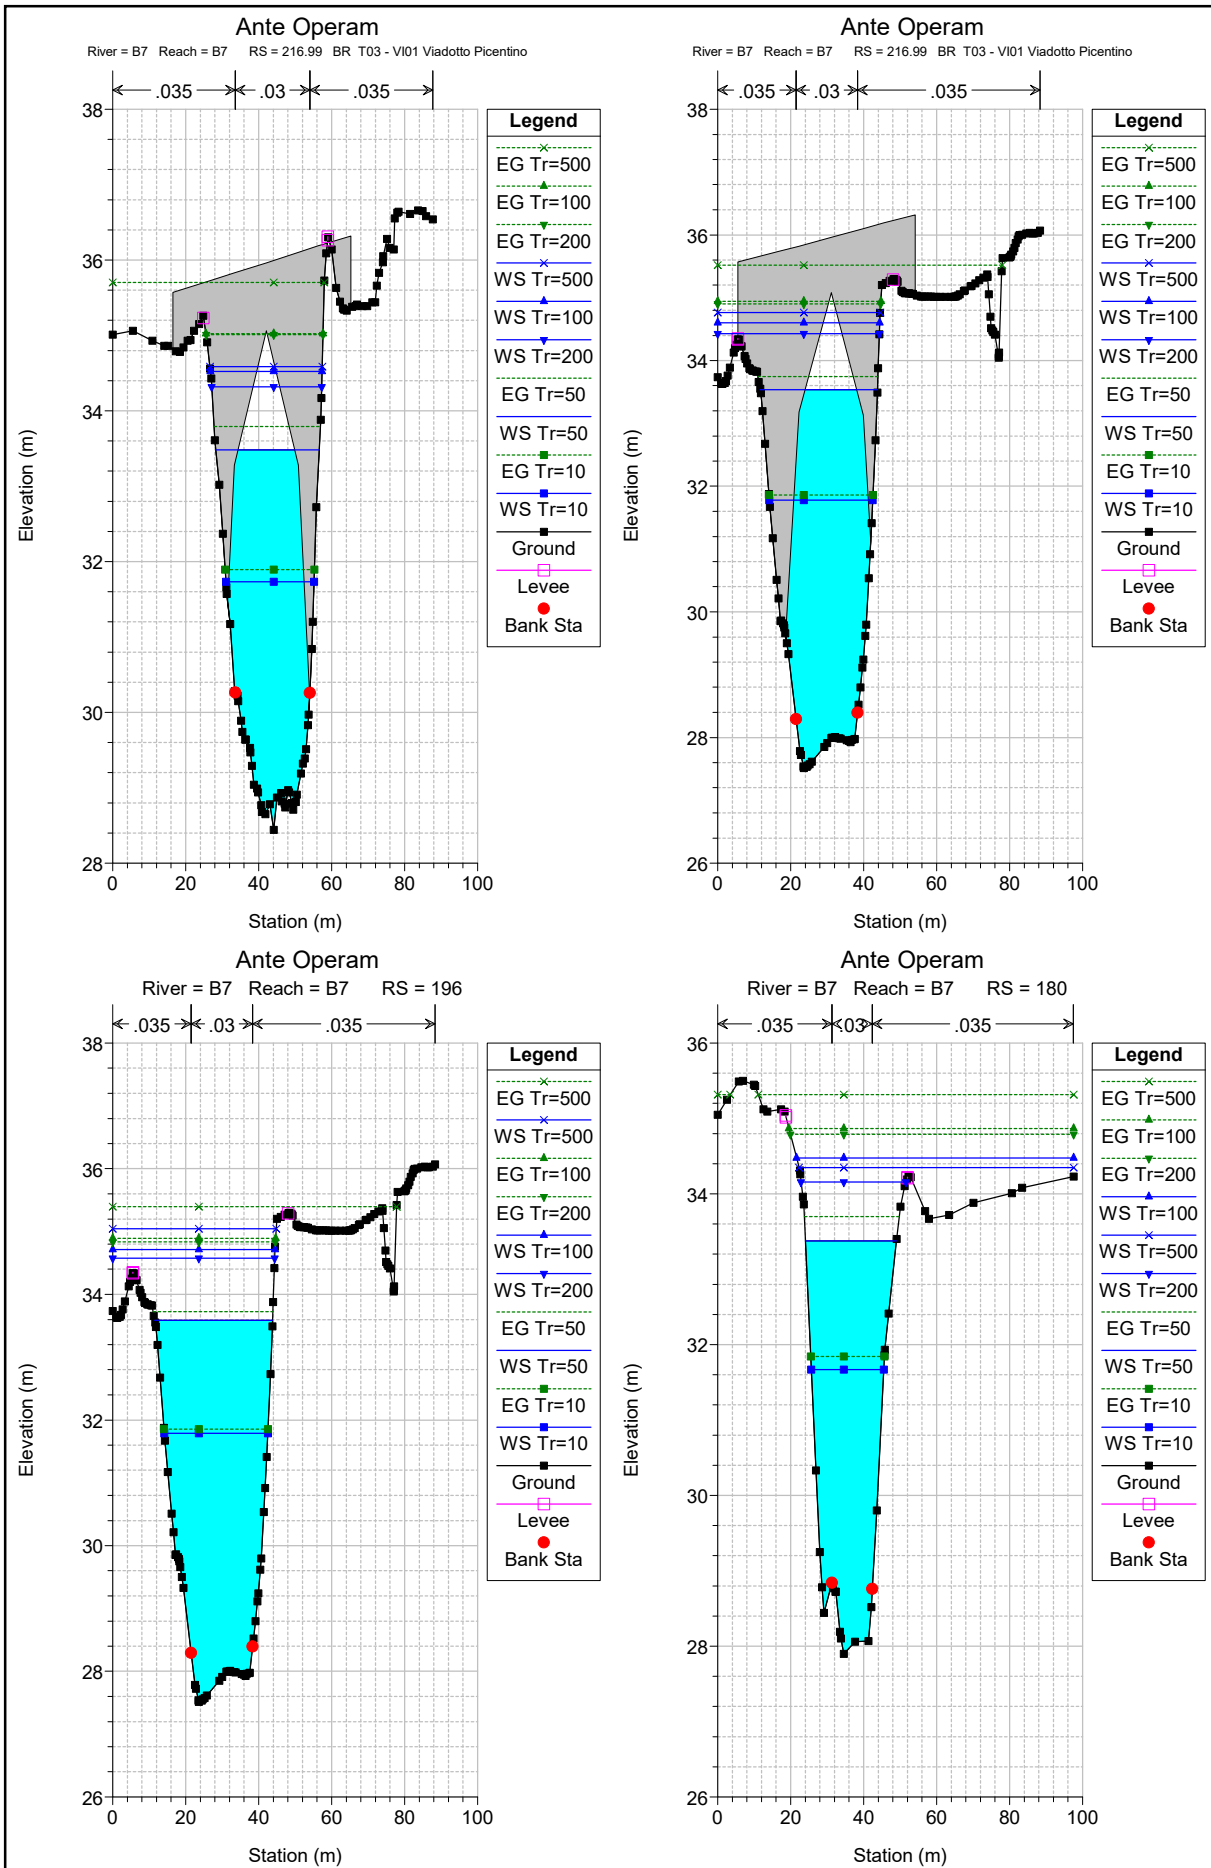 Ante Operam
River = B7 Reach = B7 RS = 216.99 BR T03 - VI01 Viadotto Picentino
.035 .03 .035
38
36
34
32
30
28
0 20 40 60 80 100
Station (m)
Elevation (m)
Legend
EG Tr=500
EG Tr=100
EG Tr=200
WS Tr=500
WS Tr=100
WS Tr=200
EG Tr=50
WS Tr=50
EG Tr=10
WS Tr=10
Ground
Levee
Bank Sta
Ante Operam
River = B7 Reach = B7 RS = 216.99 BR T03 - VI01 Viadotto Picentino
.035 .03 .035
38
36
34
32
30
28
26
0 20 40 60 80 100
Station (m)
Elevation (m)
Legend
EG Tr=500
EG Tr=100
EG Tr=200
WS Tr=500
WS Tr=100
WS Tr=200
EG Tr=50
WS Tr=50
EG Tr=10
WS Tr=10
Ground
Levee
Bank Sta
Ante Operam
River = B7 Reach = B7 RS = 196
.035 .03 .035
38
36
34
32
30
28
26
0 20 40 60 80 100
Station (m)
Elevation (m)
Legend
EG Tr=500
WS Tr=500
EG Tr=100
EG Tr=200
WS Tr=100
WS Tr=200
EG Tr=50
WS Tr=50
EG Tr=10
WS Tr=10
Ground
Levee
Bank Sta
Ante Operam
River = B7 Reach = B7 RS = 180
.035 .03 .035
36
34
32
30
28
26
0 20 40 60 80 100
Station (m)
Elevation (m)
Legend
EG Tr=500
EG Tr=100
EG Tr=200
WS Tr=100
WS Tr=500
WS Tr=200
EG Tr=50
WS Tr=50
EG Tr=10
WS Tr=10
Ground
Levee
Bank Sta